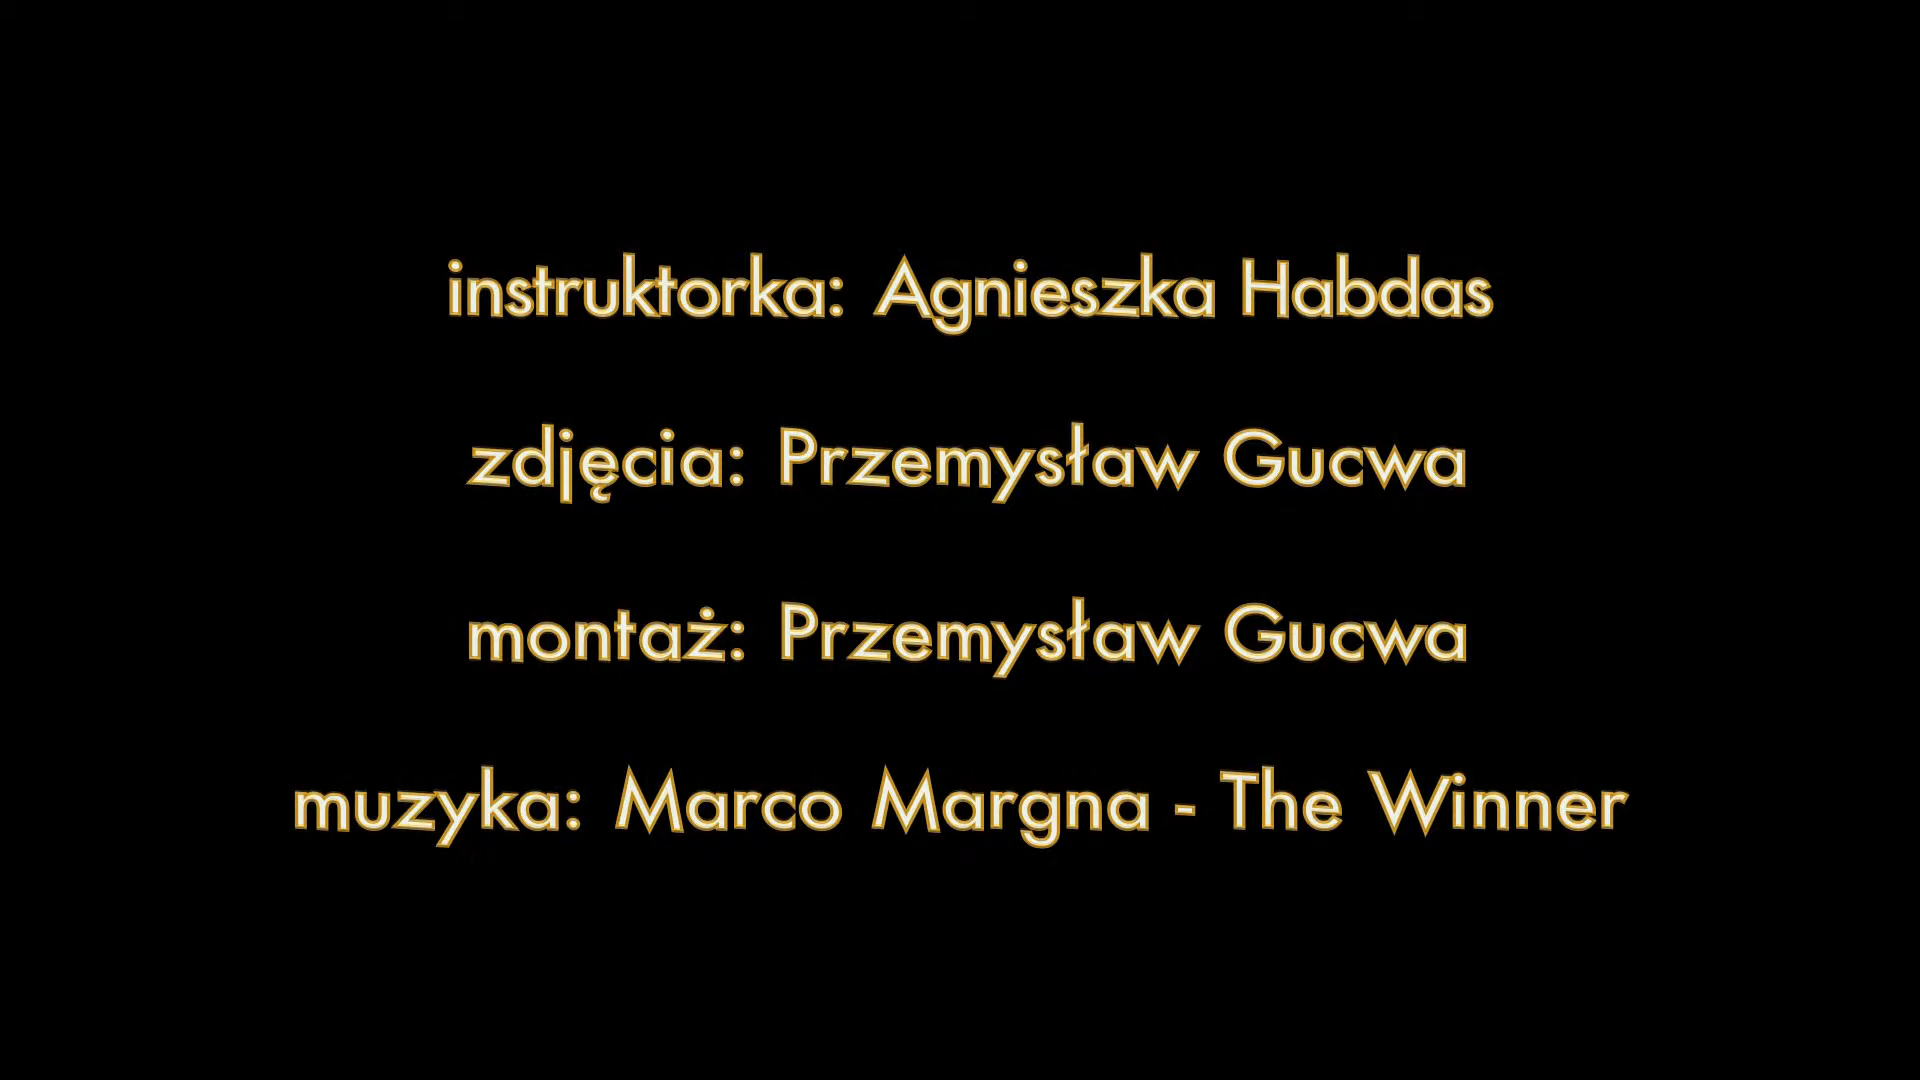 instruktorka: Agnieszka Habdas
zdjęcia: Przemysław Gucwa
montaż: Przemysław Gucwa
muzyka: Marco Margna - The Winner